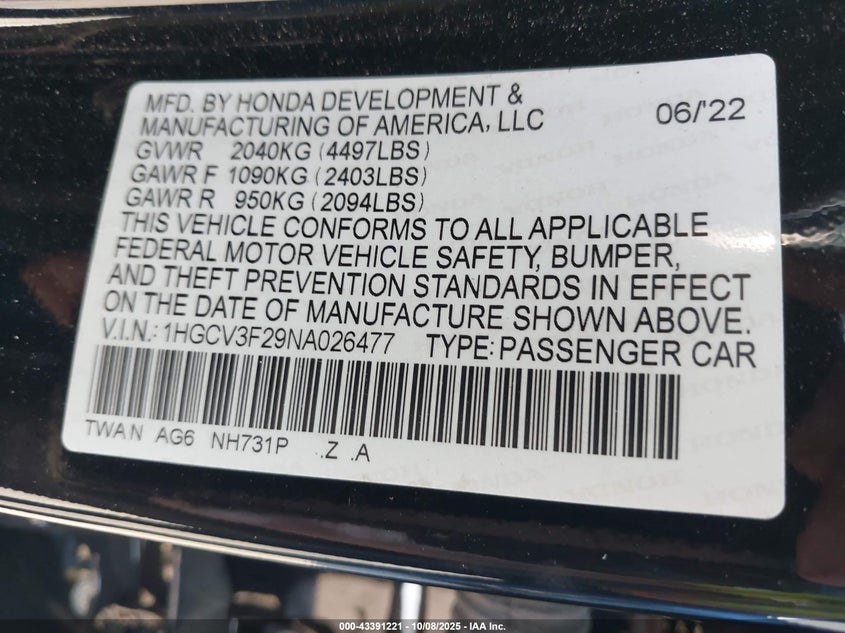 MFD. BY HONDA DEVELOPMENT &
MANUFACTURING OF AMERICA, LLC 06/'22
GVWR 2040KG (4497LBS)
GAWR F 1090KG (2403LBS)
GAWR R 950KG (2094LBS)
THIS VEHICLE CONFORMS TO ALL APPLICABLE
FEDERAL MOTOR VEHICLE SAFETY, BUMPER,
AND THEFT PREVENTION STANDARDS IN EFFECT
ON THE DATE OF MANUFACTURE SHOWN ABOVE.
V.I.N.: 1HGCV3F29NA026477 TYPE: PASSENGER CAR
TWAN AG6 NH731P .Z .A
000-43391221 - 10/08/2025 - IAA Inc.